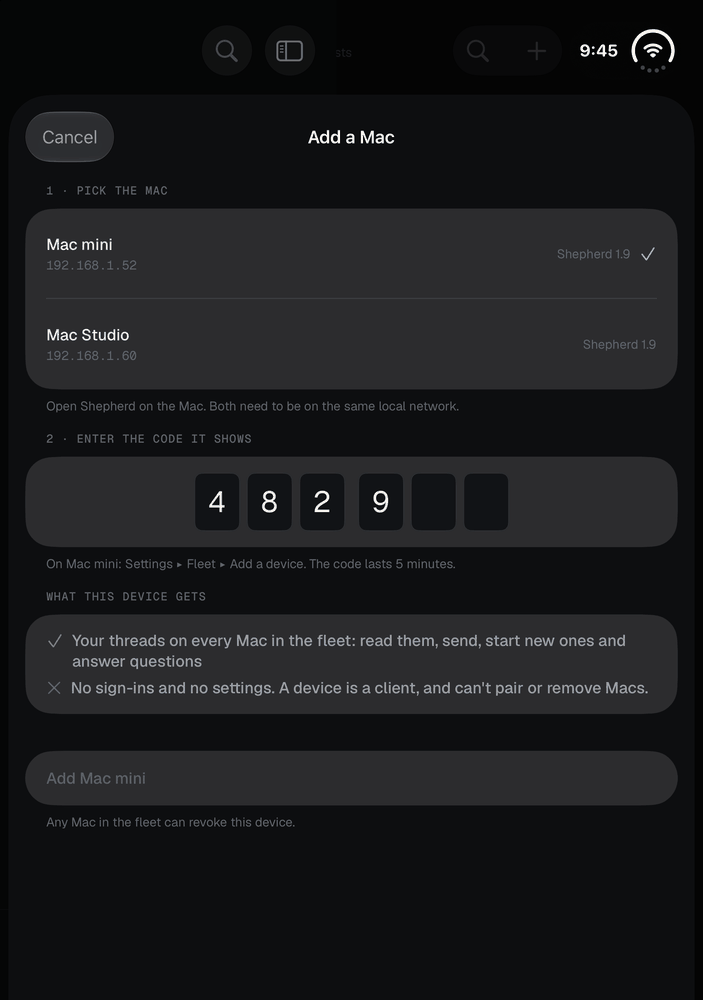 sts
9:45
Cancel
Add a Mac
1 · PICK THE MAC
Mac mini
192.168.1.52
Shepherd 1.9
Mac Studio
192.168.1.60
Shepherd 1.9
Open Shepherd on the Mac. Both need to be on the same local network.
2 · ENTER THE CODE IT SHOWS
4 8 2 9
On Mac mini: Settings ▸ Fleet ▸ Add a device. The code lasts 5 minutes.
WHAT THIS DEVICE GETS
Your threads on every Mac in the fleet: read them, send, start new ones and
answer questions
No sign-ins and no settings. A device is a client, and can't pair or remove Macs.
Add Mac mini
Any Mac in the fleet can revoke this device.